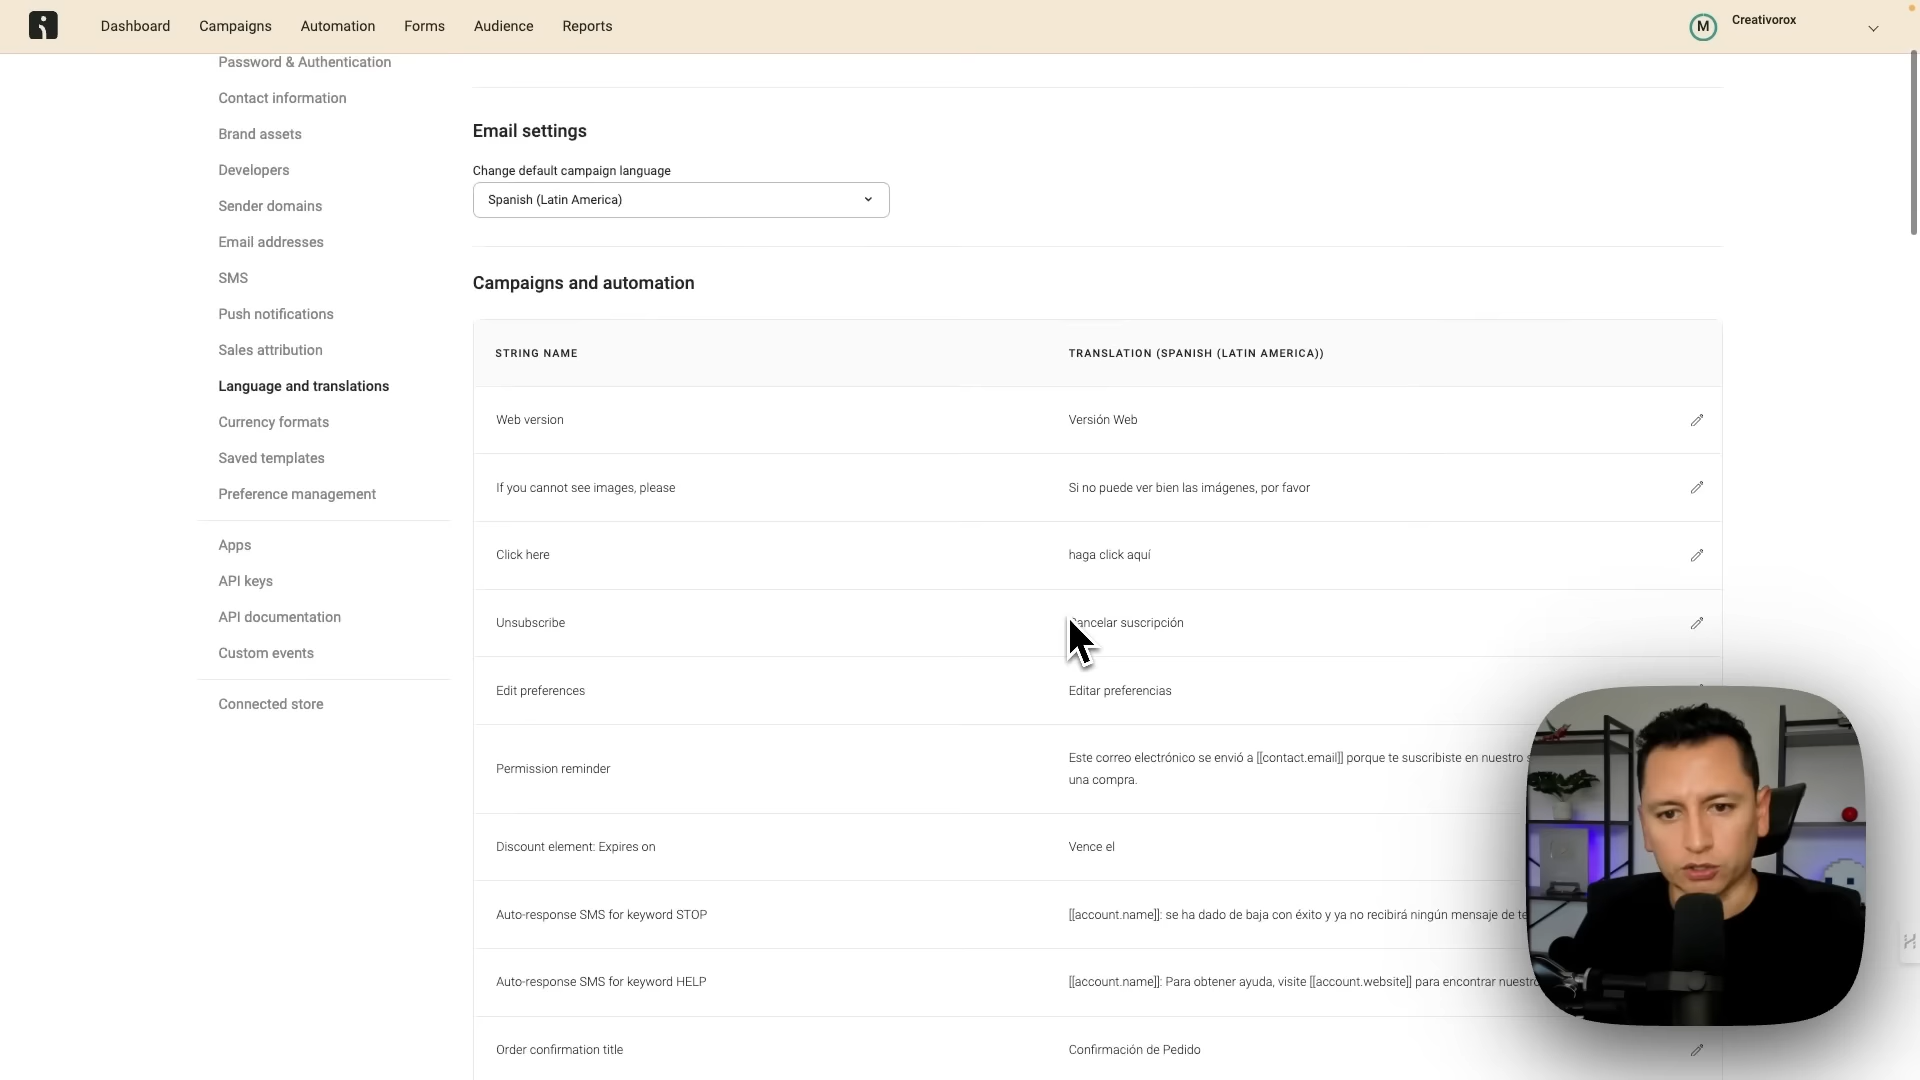 Dashboard
Campaigns
Automation
Forms
Audience
Reports
M
Creativorox
Password & Authentication
Contact information
Brand assets
Developers
Sender domains
Email addresses
SMS
Push notifications
Sales attribution
Language and translations
Currency formats
Saved templates
Preference management
Apps
API keys
API documentation
Custom events
Connected store
Email settings
Change default campaign language
Spanish (Latin America)
Campaigns and automation
STRING NAME
TRANSLATION (SPANISH (LATIN AMERICA))
Web version
Versión Web
If you cannot see images, please
Si no puede ver bien las imágenes, por favor
Click here
haga click aquí
Unsubscribe
ancelar suscripción
Edit preferences
Editar preferencias
Permission reminder
Este correo electrónico se envió a [[contact.email]] porque te suscribiste en nuestro
una compra.
Discount element: Expires on
Vence el
Auto-response SMS for keyword STOP
[[account.name]]: se ha dado de baja con éxito y ya no recibirá ningún mensaje de
Auto-response SMS for keyword HELP
[[account.name]]: Para obtener ayuda, visite [[account.website]] para encontrar
Order confirmation title
Confirmación de Pedido